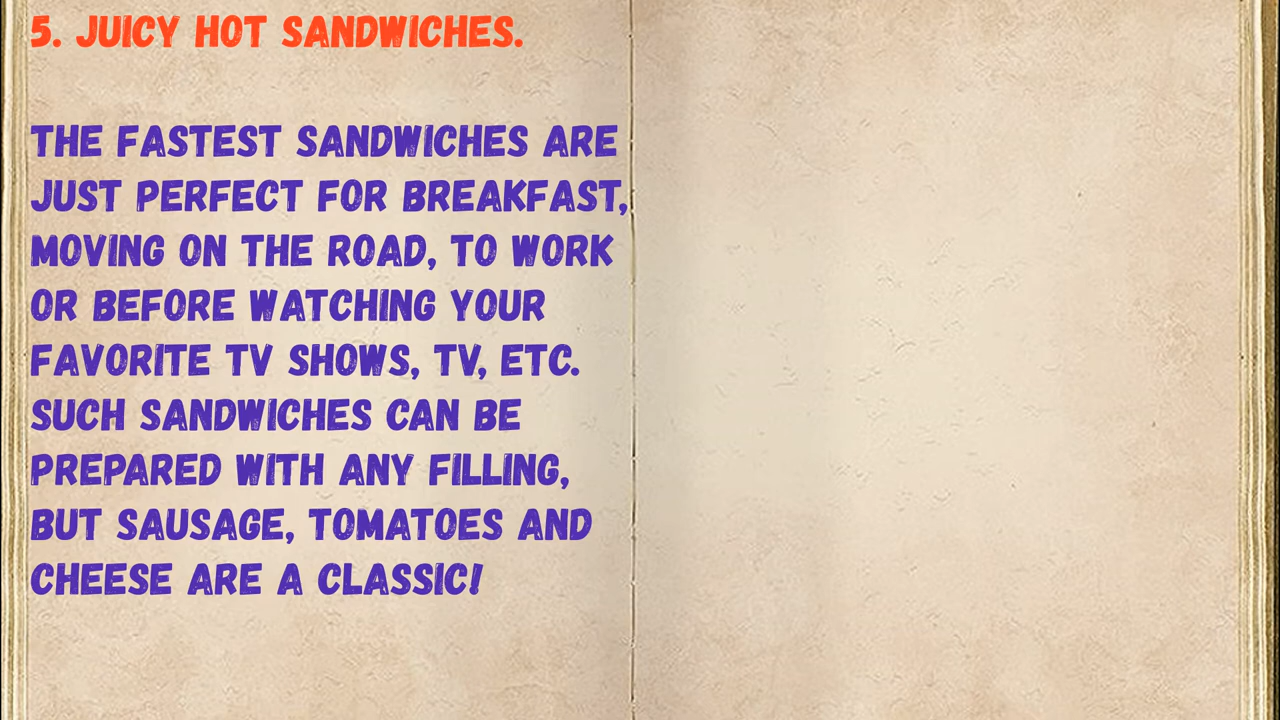 5. JUICY HOT SANDWICHES.
THE FASTEST SANDWICHES ARE
JUST PERFECT FOR BREAKFAST,
MOVING ON THE ROAD, TO WORK
OR BEFORE WATCHING YOUR
FAVORITE TV SHOWS, TV, ETC.
SUCH SANDWICHES CAN BE
PREPARED WITH ANY FILLING,
BUT SAUSAGE, TOMATOES AND
CHEESE ARE A CLASSIC!